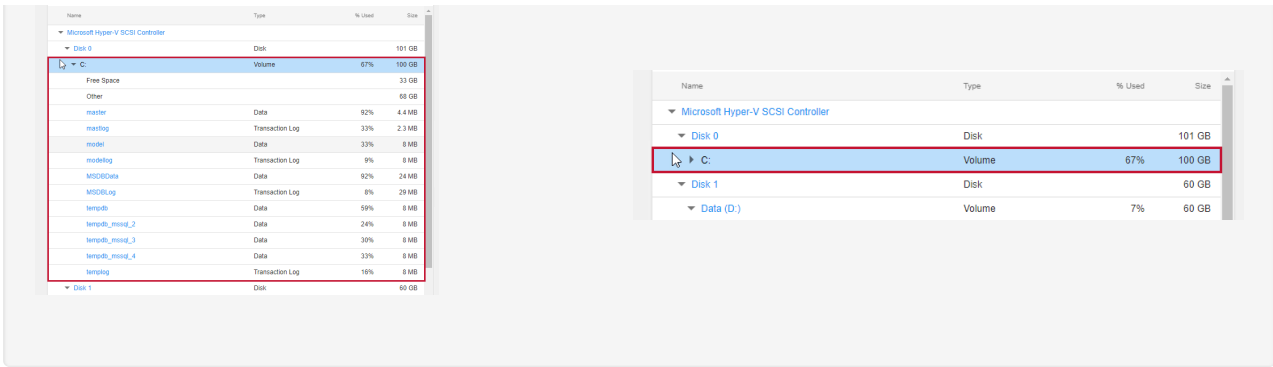 Name Type % Used Size
Microsoft Hyper-V SCSI Controller
Disk 0 Disk 101 GB
C: Volume 67% 100 GB
Free Space 33 GB
Other 68 GB
master Data 92% 4.4 MB
mastlog Transaction Log 33% 2.3 MB
model Data 33% 8 MB
modellog Transaction Log 9% 8 MB
MSDBData Data 92% 24 MB
MSDBLog Transaction Log 8% 29 MB
tempdb Data 59% 8 MB
tempdb_mssql_2 Data 24% 8 MB
tempdb_mssql_3 Data 30% 8 MB
tempdb_mssql_4 Data 33% 8 MB
templog Transaction Log 16% 8 MB
Disk 1 Disk 60 GB
Name Type % Used Size
Microsoft Hyper-V SCSI Controller
Disk 0 Disk 101 GB
C: Volume 67% 100 GB
Disk 1 Disk 60 GB
Data (D:) Volume 7% 60 GB